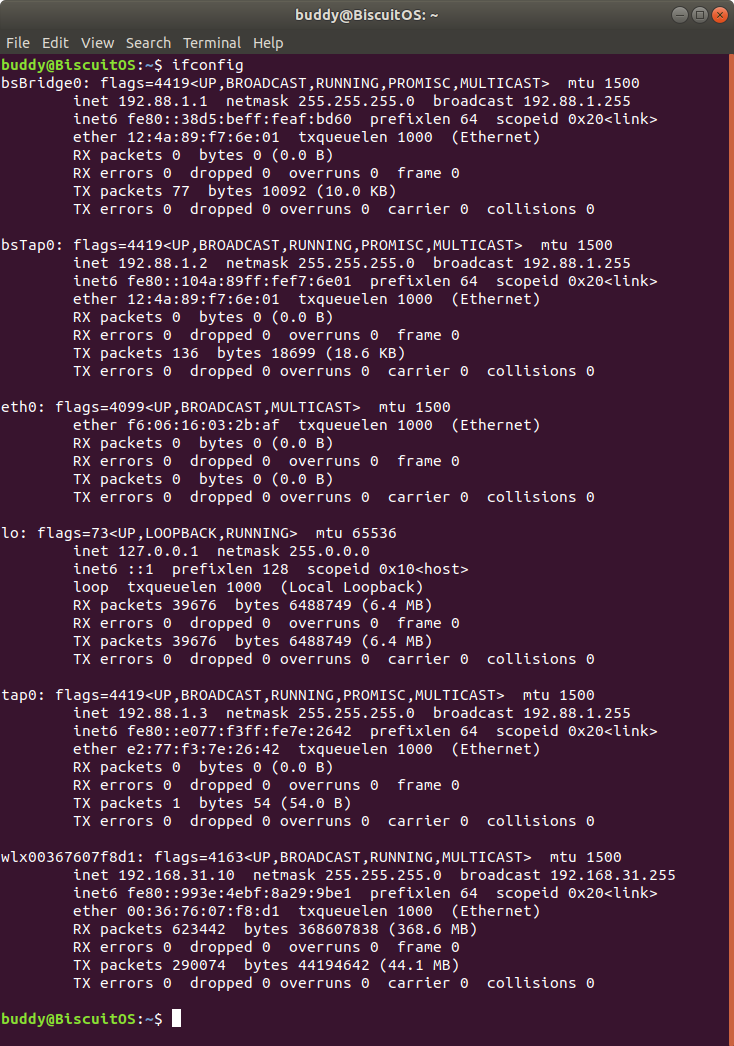 buddy@BiscuitOS: ~
File Edit View Search Terminal Help
buddy@BiscuitOS:~$ ifconfig
bsBridge0: flags=4419<UP,BROADCAST,RUNNING,PROMISC,MULTICAST>  mtu 1500
        inet 192.88.1.1  netmask 255.255.255.0  broadcast 192.88.1.255
        inet6 fe80::38d5:beff:feaf:bd60  prefixlen 64  scopeid 0x20<link>
        ether 12:4a:89:f7:6e:01  txqueuelen 1000  (Ethernet)
        RX packets 0  bytes 0 (0.0 B)
        RX errors 0  dropped 0  overruns 0  frame 0
        TX packets 77  bytes 10092 (10.0 KB)
        TX errors 0  dropped 0 overruns 0  carrier 0  collisions 0
bsTap0: flags=4419<UP,BROADCAST,RUNNING,PROMISC,MULTICAST>  mtu 1500
        inet 192.88.1.2  netmask 255.255.255.0  broadcast 192.88.1.255
        inet6 fe80::104a:89ff:fef7:6e01  prefixlen 64  scopeid 0x20<link>
        ether 12:4a:89:f7:6e:01  txqueuelen 1000  (Ethernet)
        RX packets 0  bytes 0 (0.0 B)
        RX errors 0  dropped 0  overruns 0  frame 0
        TX packets 136  bytes 18699 (18.6 KB)
        TX errors 0  dropped 0 overruns 0  carrier 0  collisions 0
eth0: flags=4099<UP,BROADCAST,MULTICAST>  mtu 1500
        ether f6:06:16:03:2b:af  txqueuelen 1000  (Ethernet)
        RX packets 0  bytes 0 (0.0 B)
        RX errors 0  dropped 0  overruns 0  frame 0
        TX packets 0  bytes 0 (0.0 B)
        TX errors 0  dropped 0 overruns 0  carrier 0  collisions 0
lo: flags=73<UP,LOOPBACK,RUNNING>  mtu 65536
        inet 127.0.0.1  netmask 255.0.0.0
        inet6 ::1  prefixlen 128  scopeid 0x10<host>
        loop  txqueuelen 1000  (Local Loopback)
        RX packets 39676  bytes 6488749 (6.4 MB)
        RX errors 0  dropped 0  overruns 0  frame 0
        TX packets 39676  bytes 6488749 (6.4 MB)
        TX errors 0  dropped 0 overruns 0  carrier 0  collisions 0
tap0: flags=4419<UP,BROADCAST,RUNNING,PROMISC,MULTICAST>  mtu 1500
        inet 192.88.1.3  netmask 255.255.255.0  broadcast 192.88.1.255
        inet6 fe80::e077:f3ff:fe7e:2642  prefixlen 64  scopeid 0x20<link>
        ether e2:77:f3:7e:26:42  txqueuelen 1000  (Ethernet)
        RX packets 0  bytes 0 (0.0 B)
        RX errors 0  dropped 0  overruns 0  frame 0
        TX packets 1  bytes 54 (54.0 B)
        TX errors 0  dropped 0 overruns 0  carrier 0  collisions 0
wlx00367607f8d1: flags=4163<UP,BROADCAST,RUNNING,MULTICAST>  mtu 1500
        inet 192.168.31.10  netmask 255.255.255.0  broadcast 192.168.31.255
        inet6 fe80::993e:4ebf:8a29:9be1  prefixlen 64  scopeid 0x20<link>
        ether 00:36:76:07:f8:d1  txqueuelen 1000  (Ethernet)
        RX packets 623442  bytes 368607838 (368.6 MB)
        RX errors 0  dropped 0  overruns 0  frame 0
        TX packets 290074  bytes 44194642 (44.1 MB)
        TX errors 0  dropped 0 overruns 0  carrier 0  collisions 0
buddy@BiscuitOS:~$